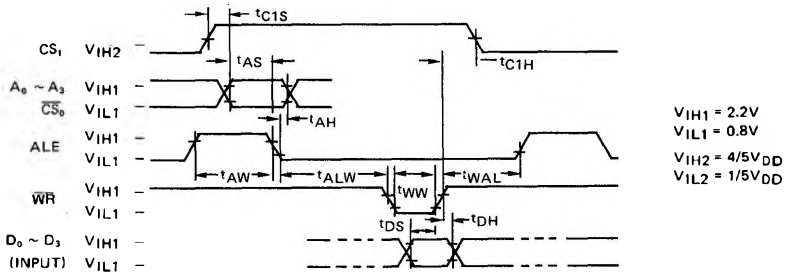 tC1S
CS1 VIH2 –
tAS
tC1H
A0 ~ A3 VIH1 –
CS0 VIL1 –
tAH
VIH1 = 2.2V
VIL1 = 0.8V
VIH2 = 4/5VDD
VIL2 = 1/5VDD
ALE VIH1 –
VIL1 –
tAW tALW tWW tWAL
WR VIH1 –
VIL1 –
tDS tDH
D0 ~ D3 VIH1 –
(INPUT) VIL1 –